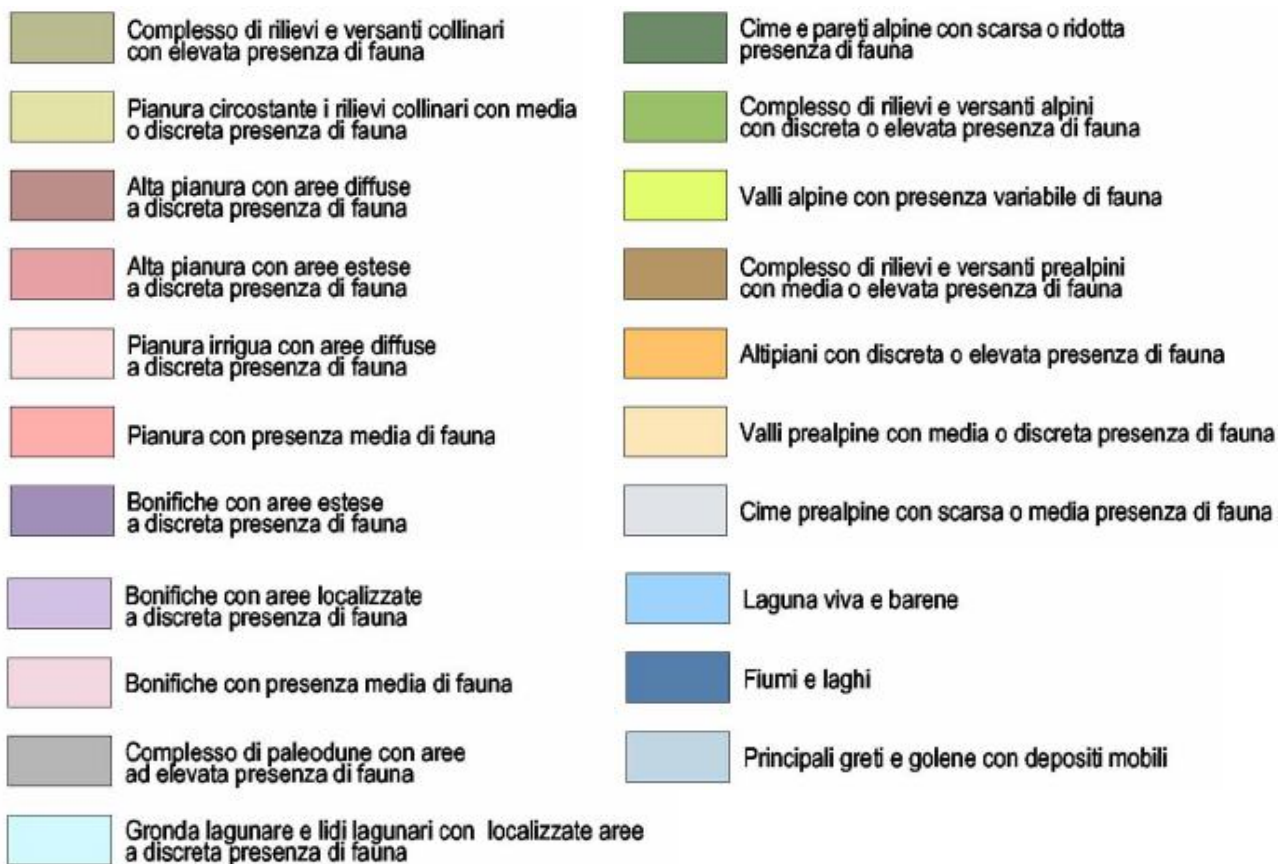 Complesso di rilievi e versanti collinari
con elevata presenza di fauna
Pianura circostante i rilievi collinari con media
o discreta presenza di fauna
Alta pianura con aree diffuse
a discreta presenza di fauna
Alta pianura con aree estese
a discreta presenza di fauna
Pianura irrigua con aree diffuse
a discreta presenza di fauna
Pianura con presenza media di fauna
Bonifiche con aree estese
a discreta presenza di fauna
Bonifiche con aree localizzate
a discreta presenza di fauna
Bonifiche con presenza media di fauna
Complesso di paleodune con aree
ad elevata presenza di fauna
Gronda lagunare e lidi lagunari con localizzate aree
a discreta presenza di fauna
Cime e pareti alpine con scarsa o ridotta
presenza di fauna
Complesso di rilievi e versanti alpini
con discreta o elevata presenza di fauna
Valli alpine con presenza variabile di fauna
Complesso di rilievi e versanti prealpini
con media o elevata presenza di fauna
Altipiani con discreta o elevata presenza di fauna
Valli prealpine con media o discreta presenza di fauna
Cime prealpine con scarsa o media presenza di fauna
Laguna viva e barene
Fiumi e laghi
Principali greti e golene con depositi mobili